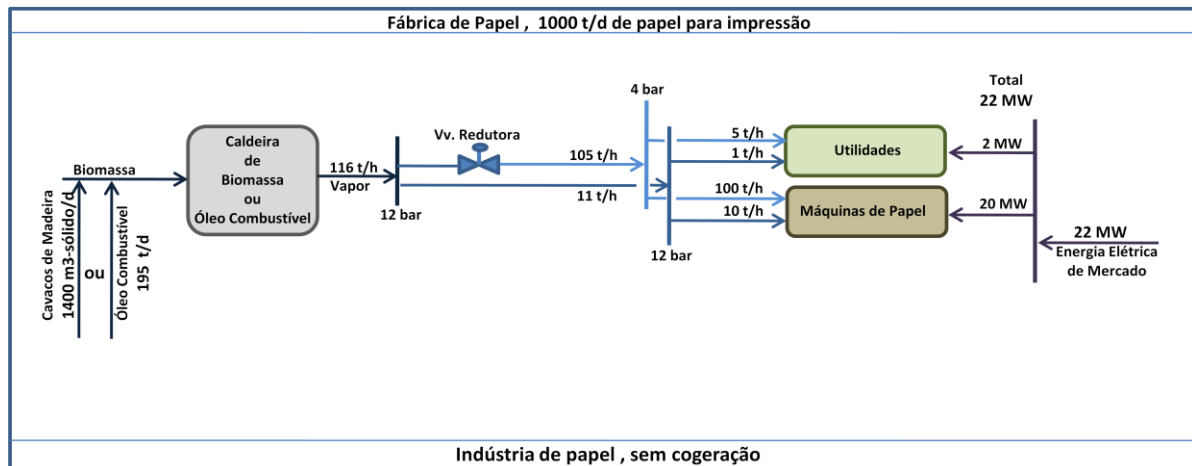 Fábrica de Papel , 1000 t/d de papel para impressão
Total
22 MW
4 bar
Vv. Redutora
Caldeira
de
Biomassa
ou
Óleo Combustível
Biomassa
116 t/h
Vapor
12 bar
105 t/h
11 t/h
5 t/h
1 t/h
Utilidades
2 MW
100 t/h
10 t/h
Máquinas de Papel
20 MW
12 bar
22 MW
Energia Elétrica
de Mercado
Cavacos de Madeira
1400 m3-sólido/d
ou
Óleo Combustível
195 t/d
Indústria de papel , sem cogeração